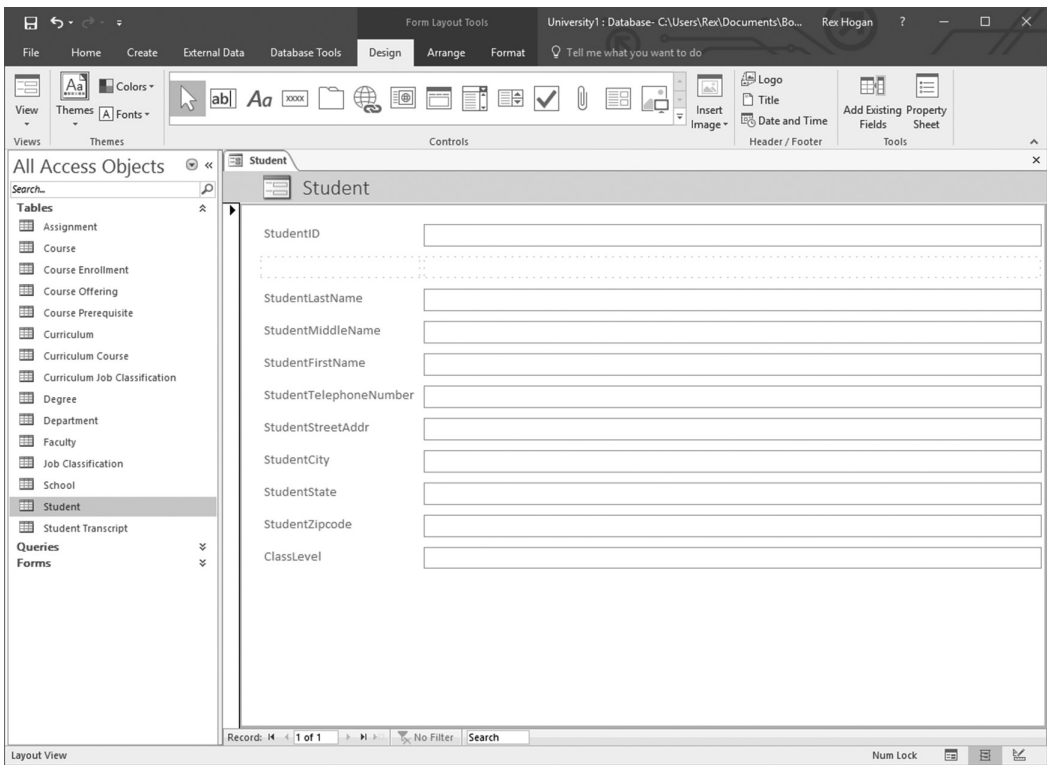 Form Layout Tools
University1 : Database- C:\Users\Rex\Documents\Bo...
Rex Hogan
?
File
Home
Create
External Data
Database Tools
Design
Arrange
Format
Tell me what you want to do
View
Aa
Themes
Colors
A Fonts
ab|
Aa
xxxx
Insert
Image
Logo
Title
Date and Time
Add Existing
Fields
Property
Sheet
Views
Themes
Controls
Header / Footer
Tools
All Access Objects
Search...
Tables
Assignment
Course
Course Enrollment
Course Offering
Course Prerequisite
Curriculum
Curriculum Course
Curriculum Job Classification
Degree
Department
Faculty
Job Classification
School
Student
Student Transcript
Queries
Forms
Student
Student
StudentID
StudentLastName
StudentMiddleName
StudentFirstName
StudentTelephoneNumber
StudentStreetAddr
StudentCity
StudentState
StudentZipcode
ClassLevel
Record:
1 of 1
No Filter
Search
Layout View
Num Lock